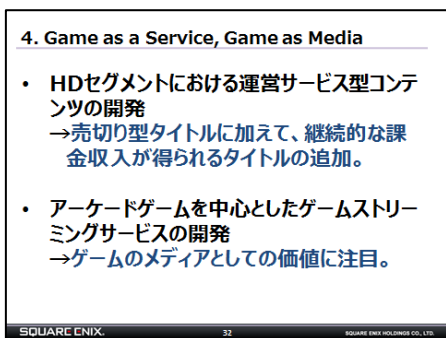 4. Game as a Service, Game as Media
• HDセグメントにおける運営サービス型コンテ
ンツの開発
→売切り型タイトルに加えて、継続的な課
金収入が得られるタイトルの追加。
• アーケードゲームを中心としたゲームストリー
ミングサービスの開発
→ゲームのメディアとしての価値に注目。
SQUARE ENIX. 32 SQUARE ENIX HOLDINGS CO., LTD.